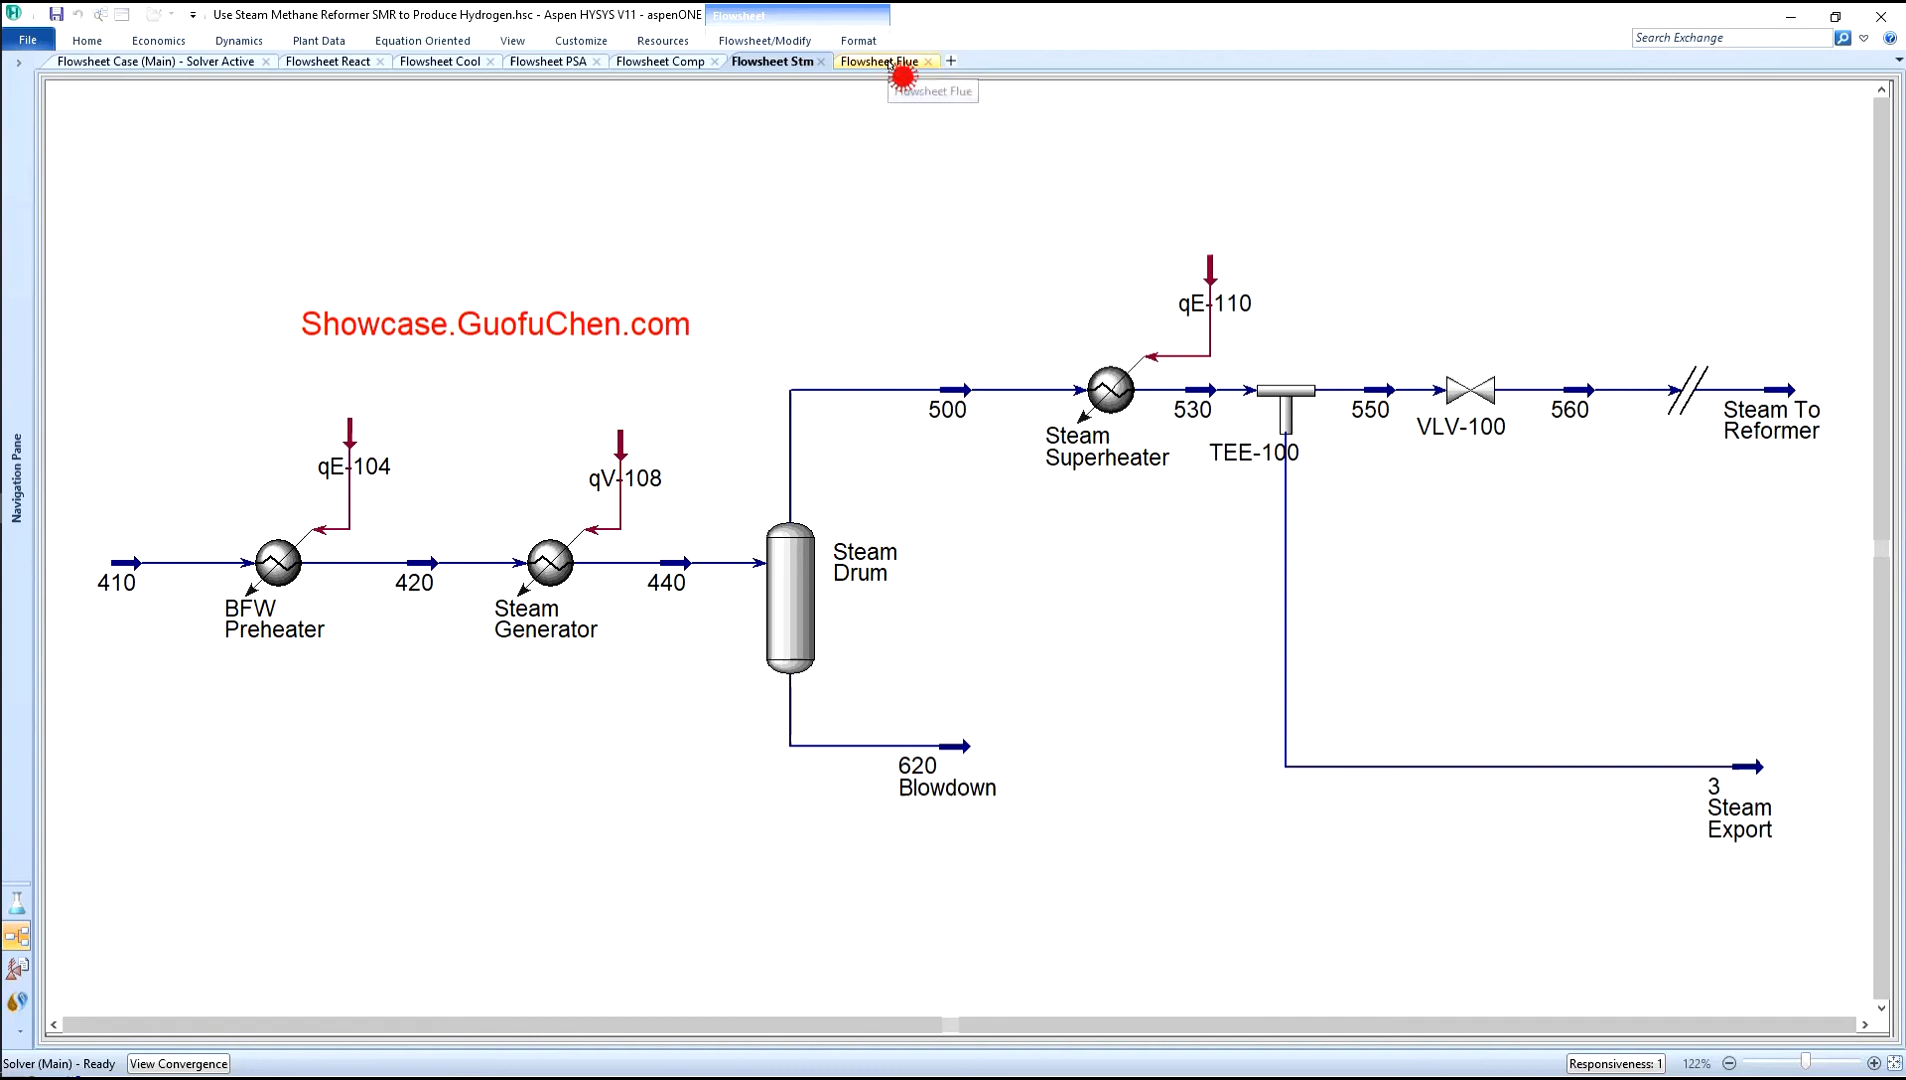 Use Steam Methane Reformer SMR to Produce Hydrogen.hsc - Aspen HYSYS V11 - aspenONE
Flowsheet
File
Home
Economics
Dynamics
Plant Data
Equation Oriented
View
Customize
Resources
Flowsheet/Modify
Format
Search Exchange
Flowsheet Case (Main) - Solver Active
Flowsheet React
Flowsheet Cool
Flowsheet PSA
Flowsheet Comp
Flowsheet Stm
Flowsheet Flue
Flowsheet Flue
Navigation Pane
Showcase.GuofuChen.com
qE-110
500
530
550
560
Steam To
Reformer
VLV-100
Steam
Superheater
TEE-100
qE-104
qV-108
Steam
Drum
410
420
440
BFW
Preheater
Steam
Generator
620
Blowdown
3
Steam
Export
Solver (Main) - Ready
View Convergence
Responsiveness: 1
122%